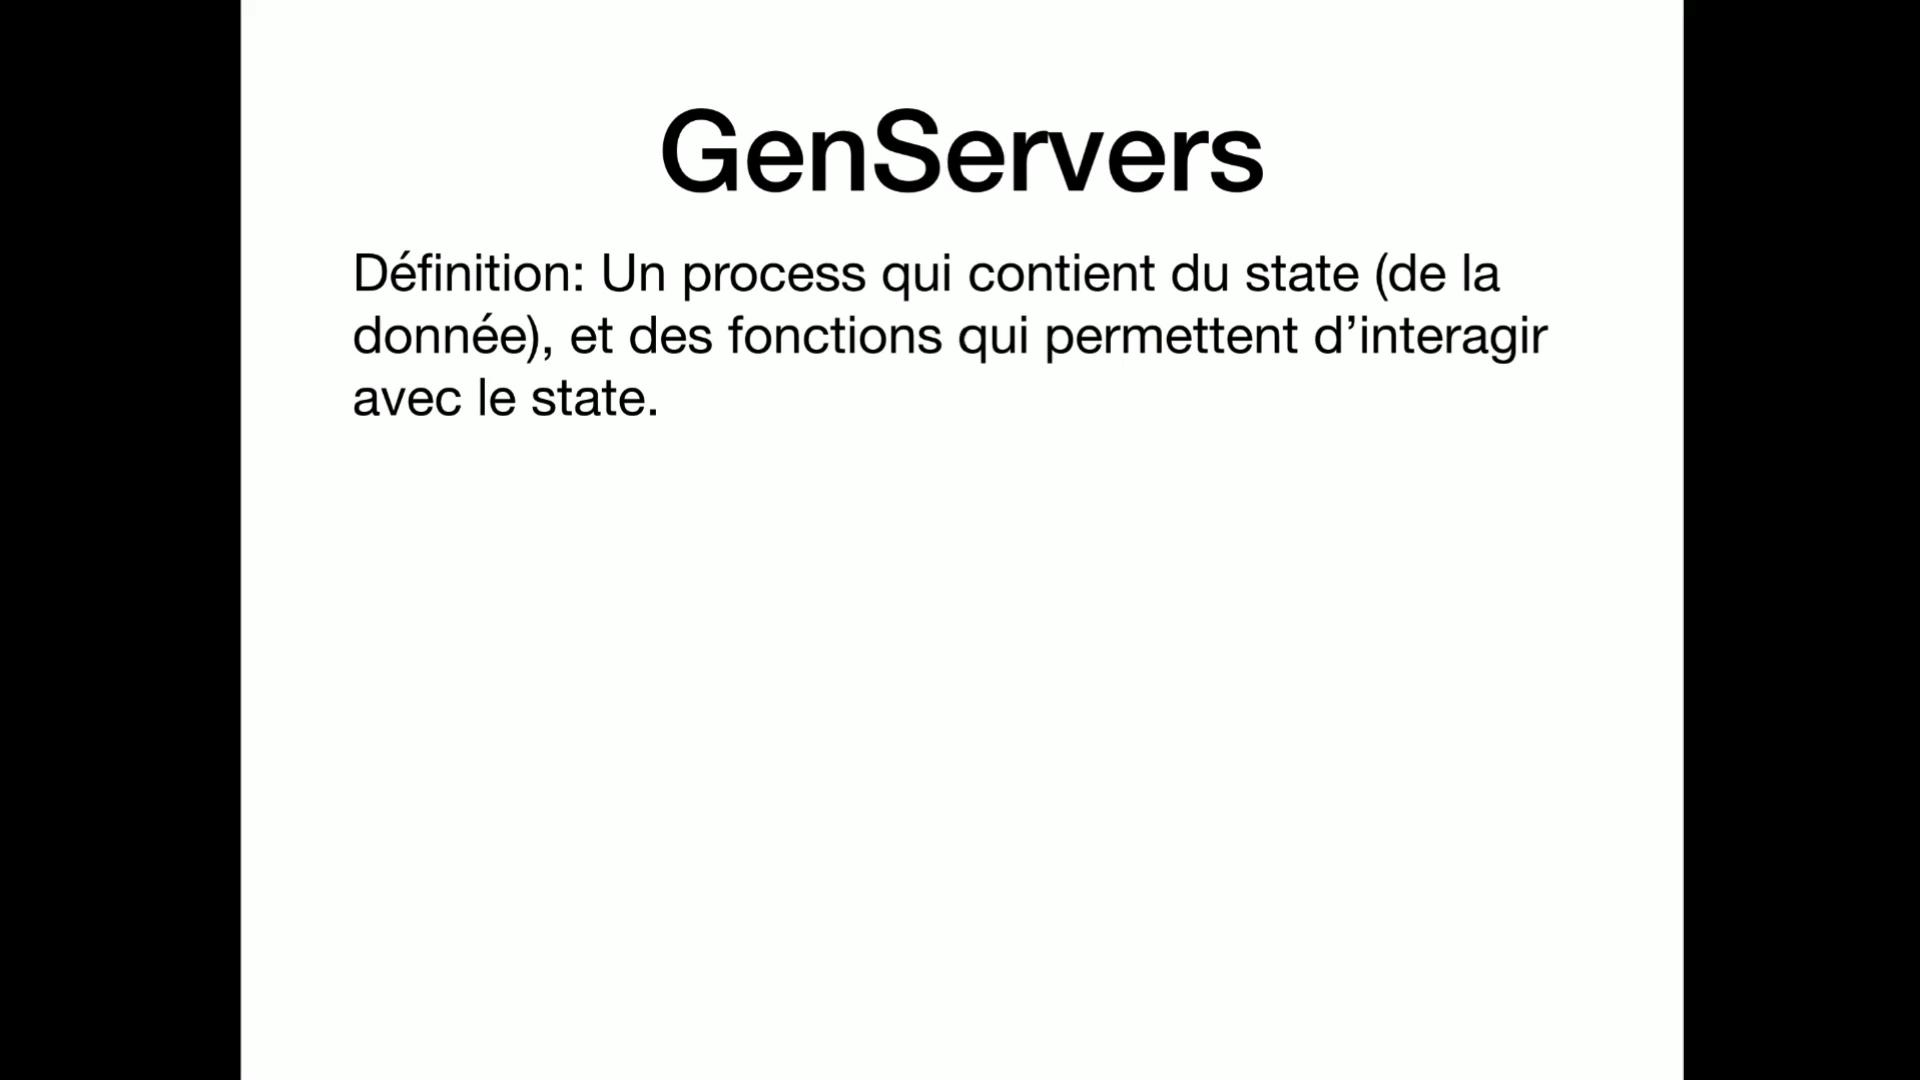 GenServers
Définition: Un process qui contient du state (de la
donnée), et des fonctions qui permettent d’interagir
avec le state.